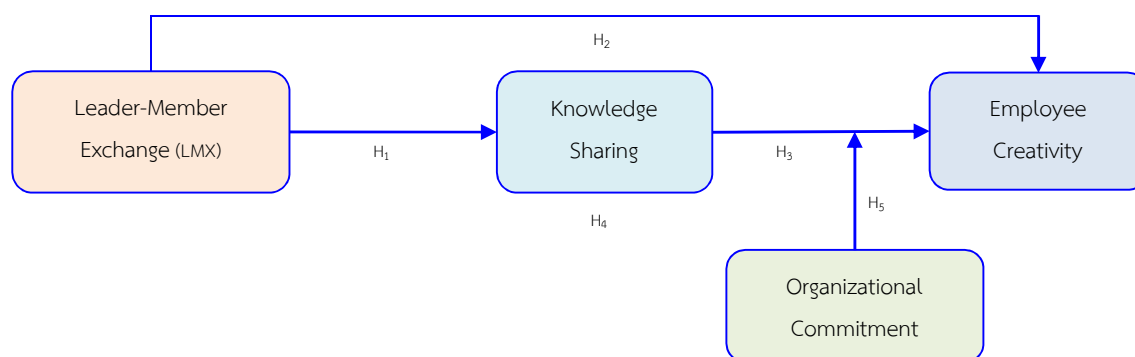 H₂
Leader-Member
Exchange (LMX)
Knowledge
Sharing
Employee
Creativity
H₁
H₃
H₄
H₅
Organizational
Commitment